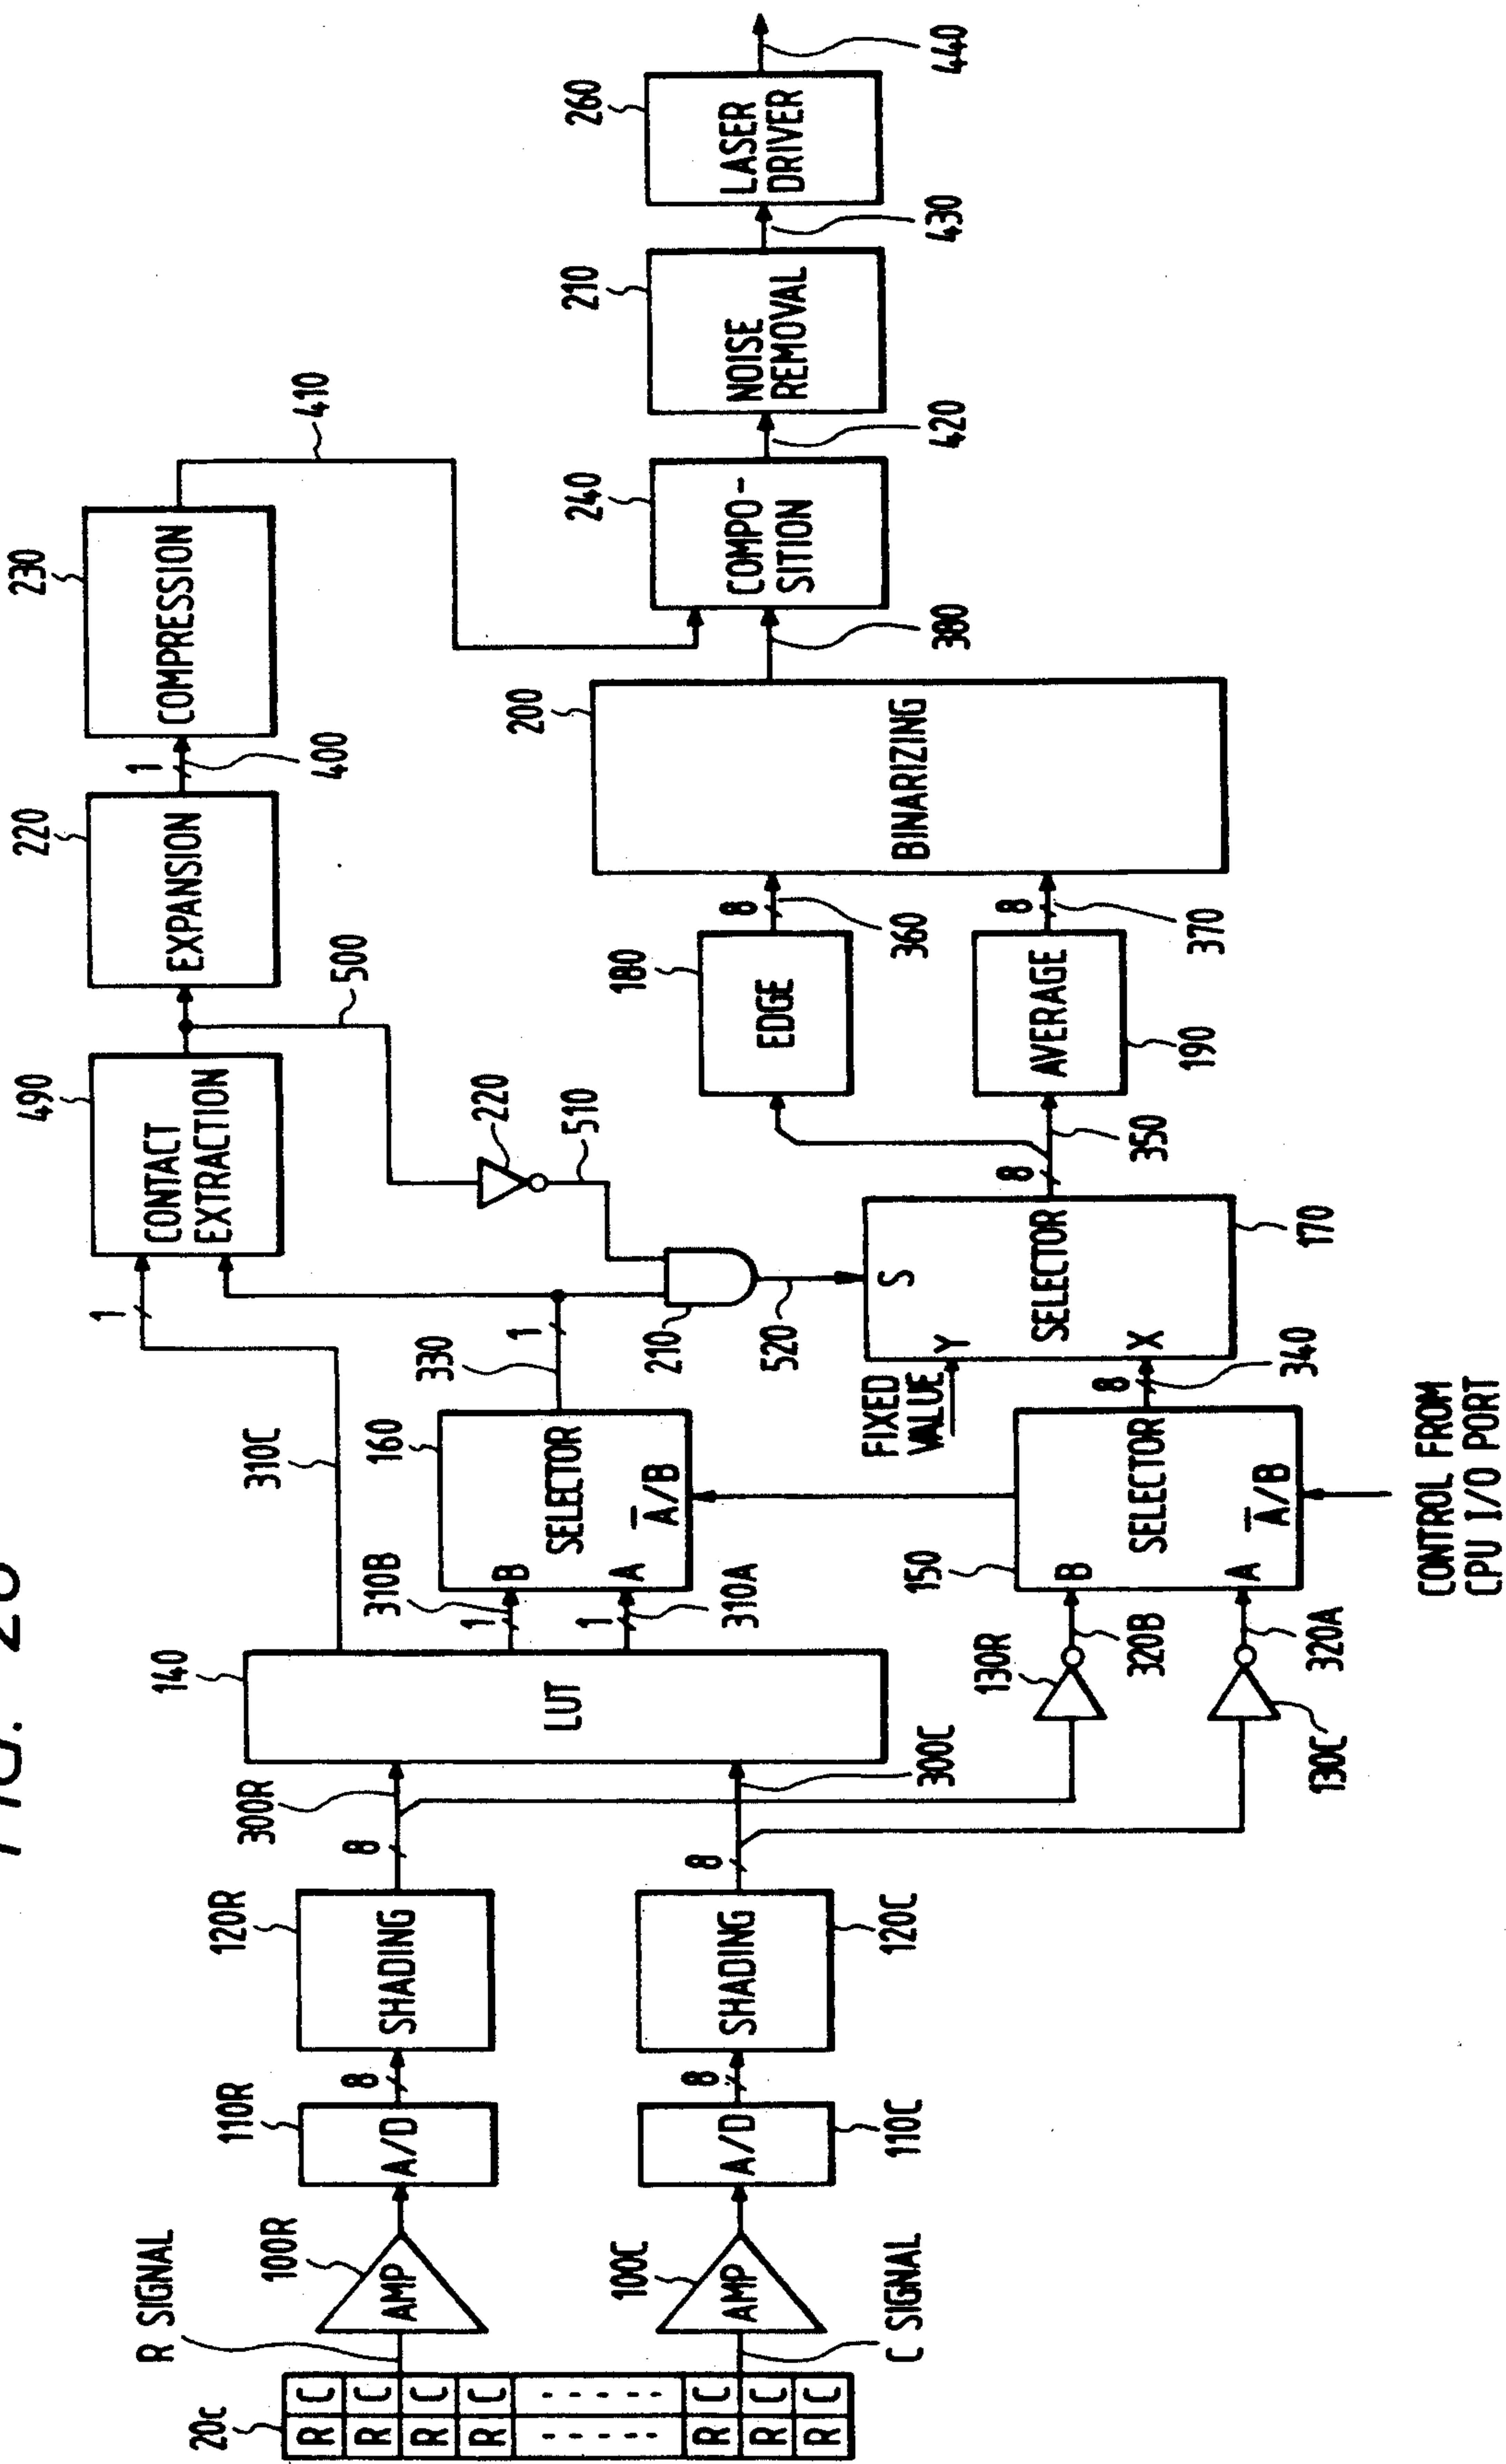 20c
R C
R C
R C
R C
R C
R C
R C
R SIGNAL
C SIGNAL
100R
AMP
100C
AMP
110R
A/D
110C
A/D
8
8
120R
SHADING
120C
SHADING
8
300R
8
300C
140
LUT
130R
130C
320B
320A
310C
1
310B
1
310A
160
B
SELECTOR
A
A̅/B
150
B
SELECTOR
A
A̅/B
CONTROL FROM
CPU I/O PORT
330
1
1
8
340
FIXED
VALUE
Y
S
SELECTOR
X
170
210
520
220
510
500
490
CONTACT
EXTRACTION
8
350
180
EDGE
AVERAGE
190
8
360
8
370
220
EXPANSION
1
400
230
COMPRESSION
410
200
BINARIZING
380
240
COMPO-
SITION
420
210
NOISE
REMOVAL
430
260
LASER
DRIVER
440